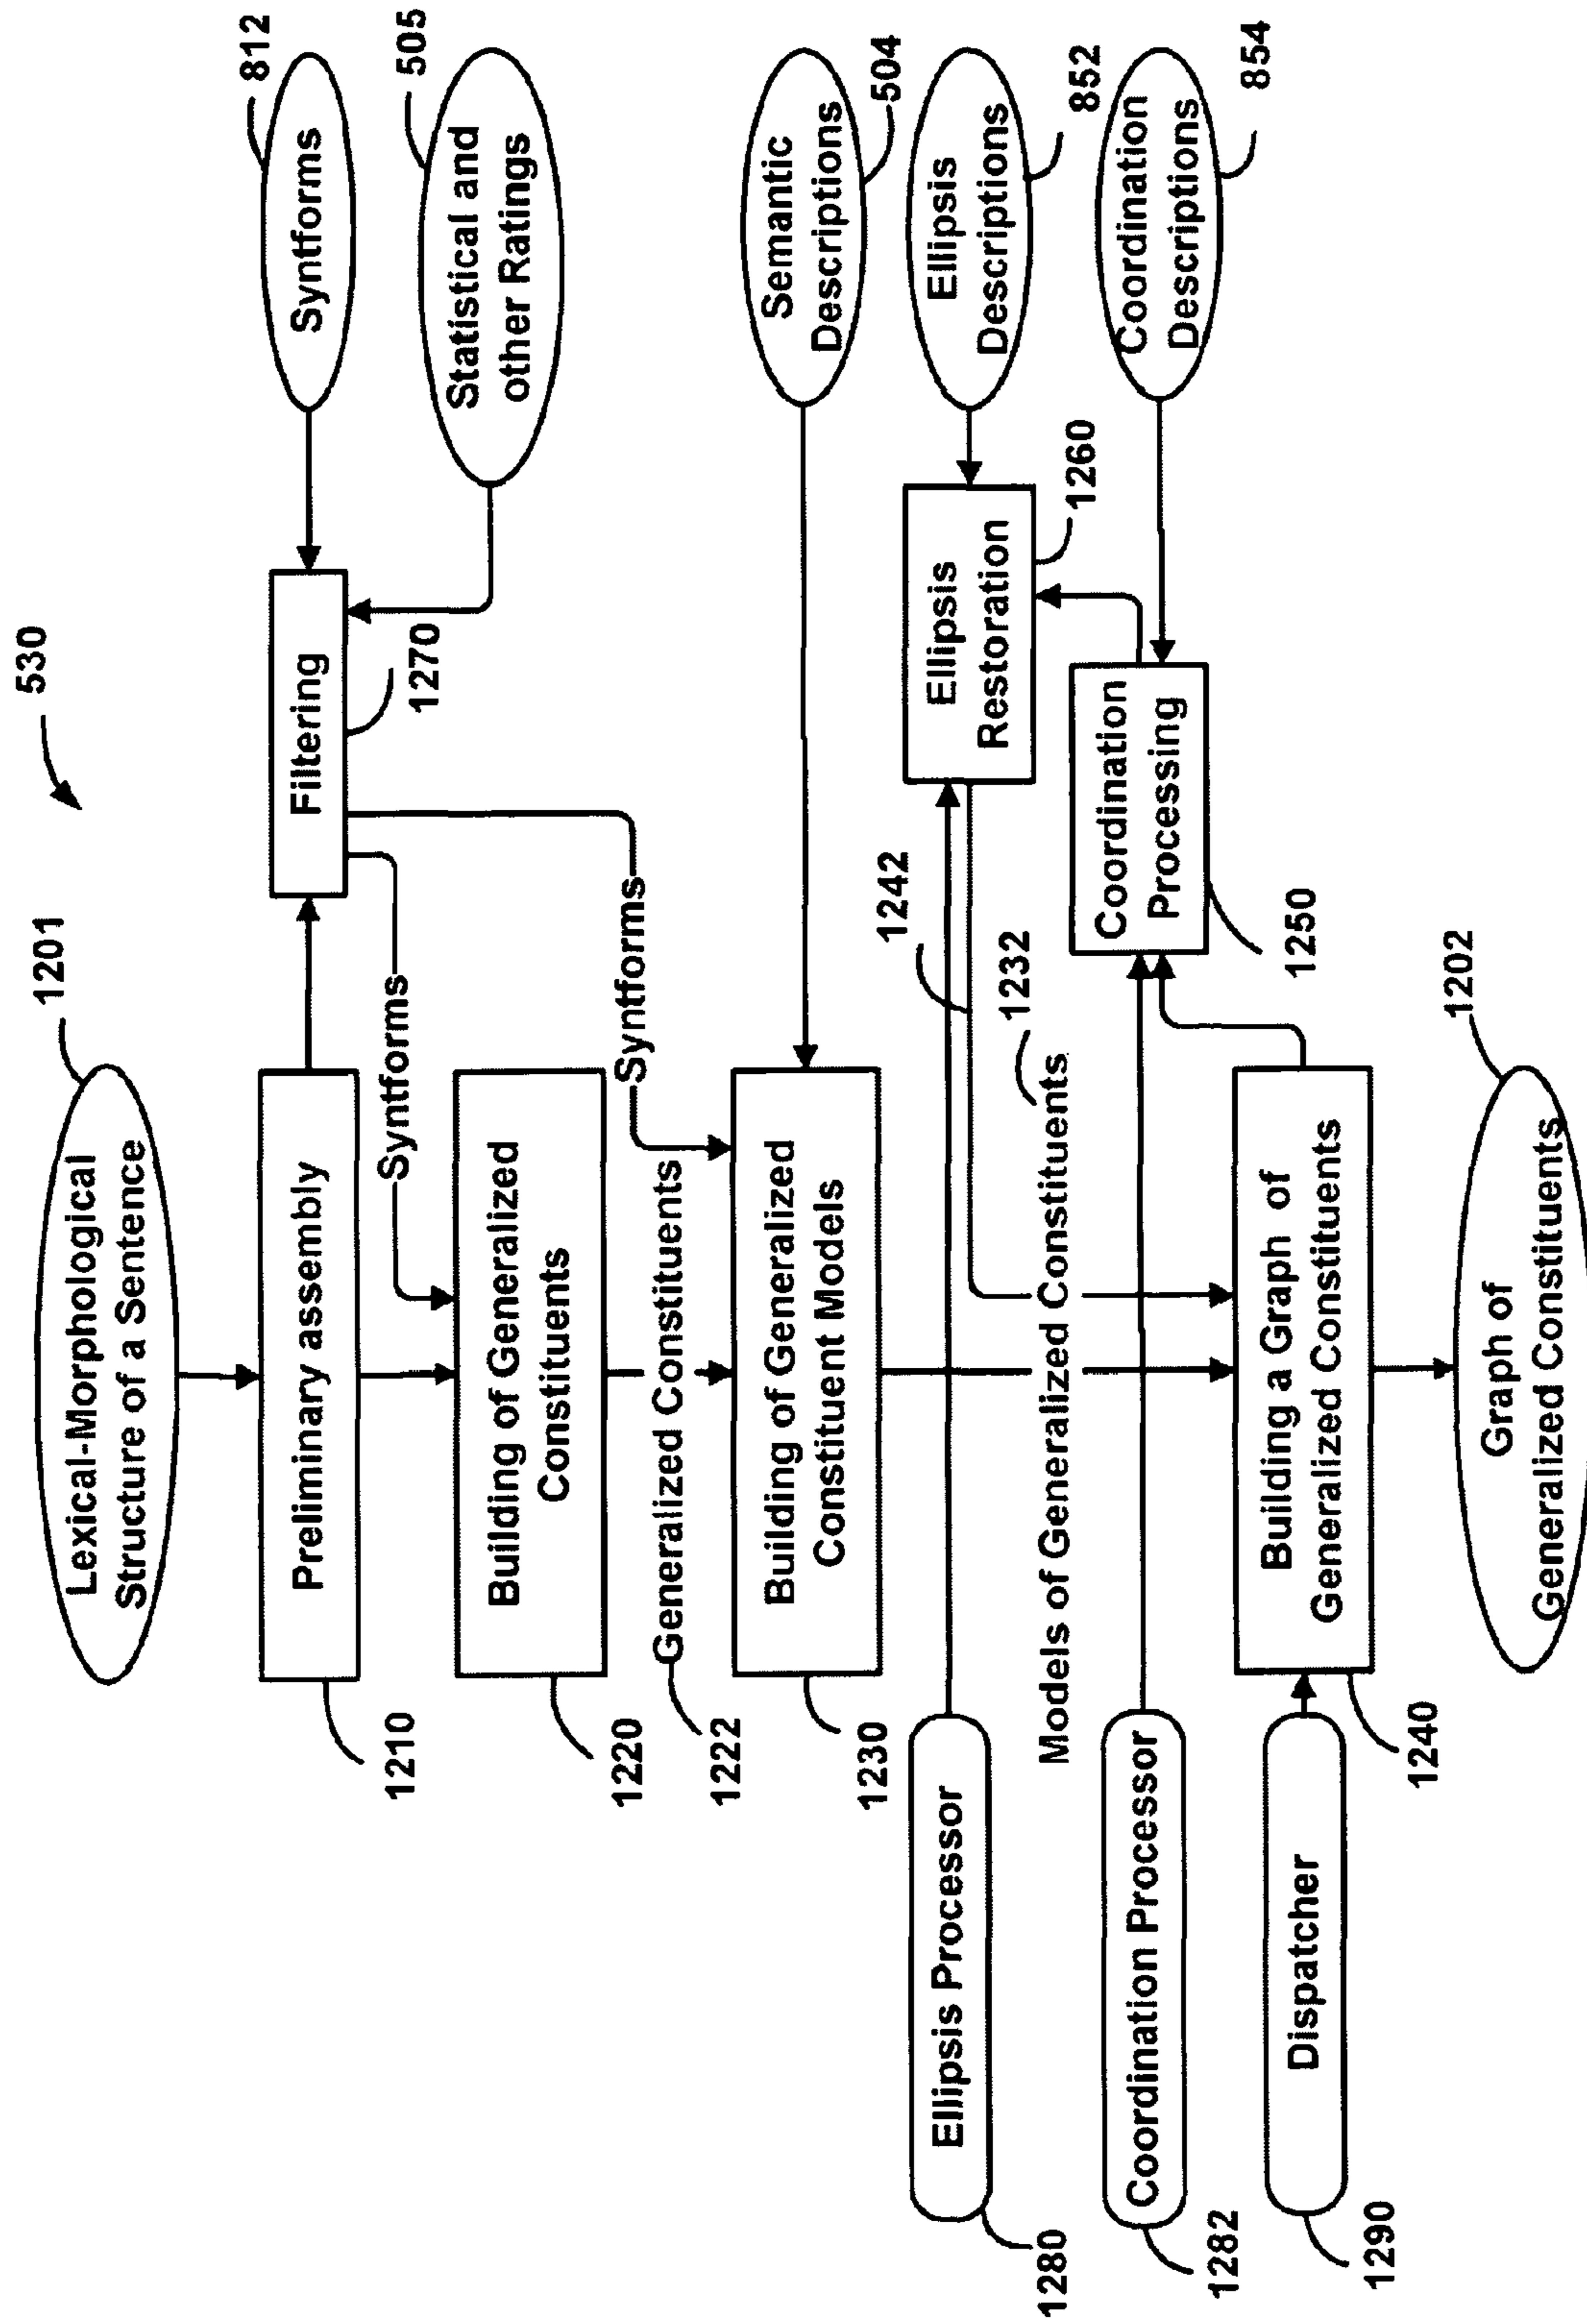 530
1201
Lexical-Morphological
Structure of a Sentence
812
Syntforms
505
Statistical and
other Ratings
Preliminary assembly
1210
Filtering
1270
Syntforms
Building of Generalized
Constituents
1220
Syntforms
Generalized Constituents
1222
Building of Generalized
Constituent Models
1230
Semantic
Descriptions
504
Ellipsis Processor
1280
1242
Ellipsis
Restoration
1260
Ellipsis
Descriptions
852
Models of Generalized Constituents
1232
Coordination Processor
1282
Coordination
Processing
1250
Coordination
Descriptions
854
Dispatcher
1290
Building a Graph of
Generalized Constituents
1240
Graph of
Generalized Constituents
1202